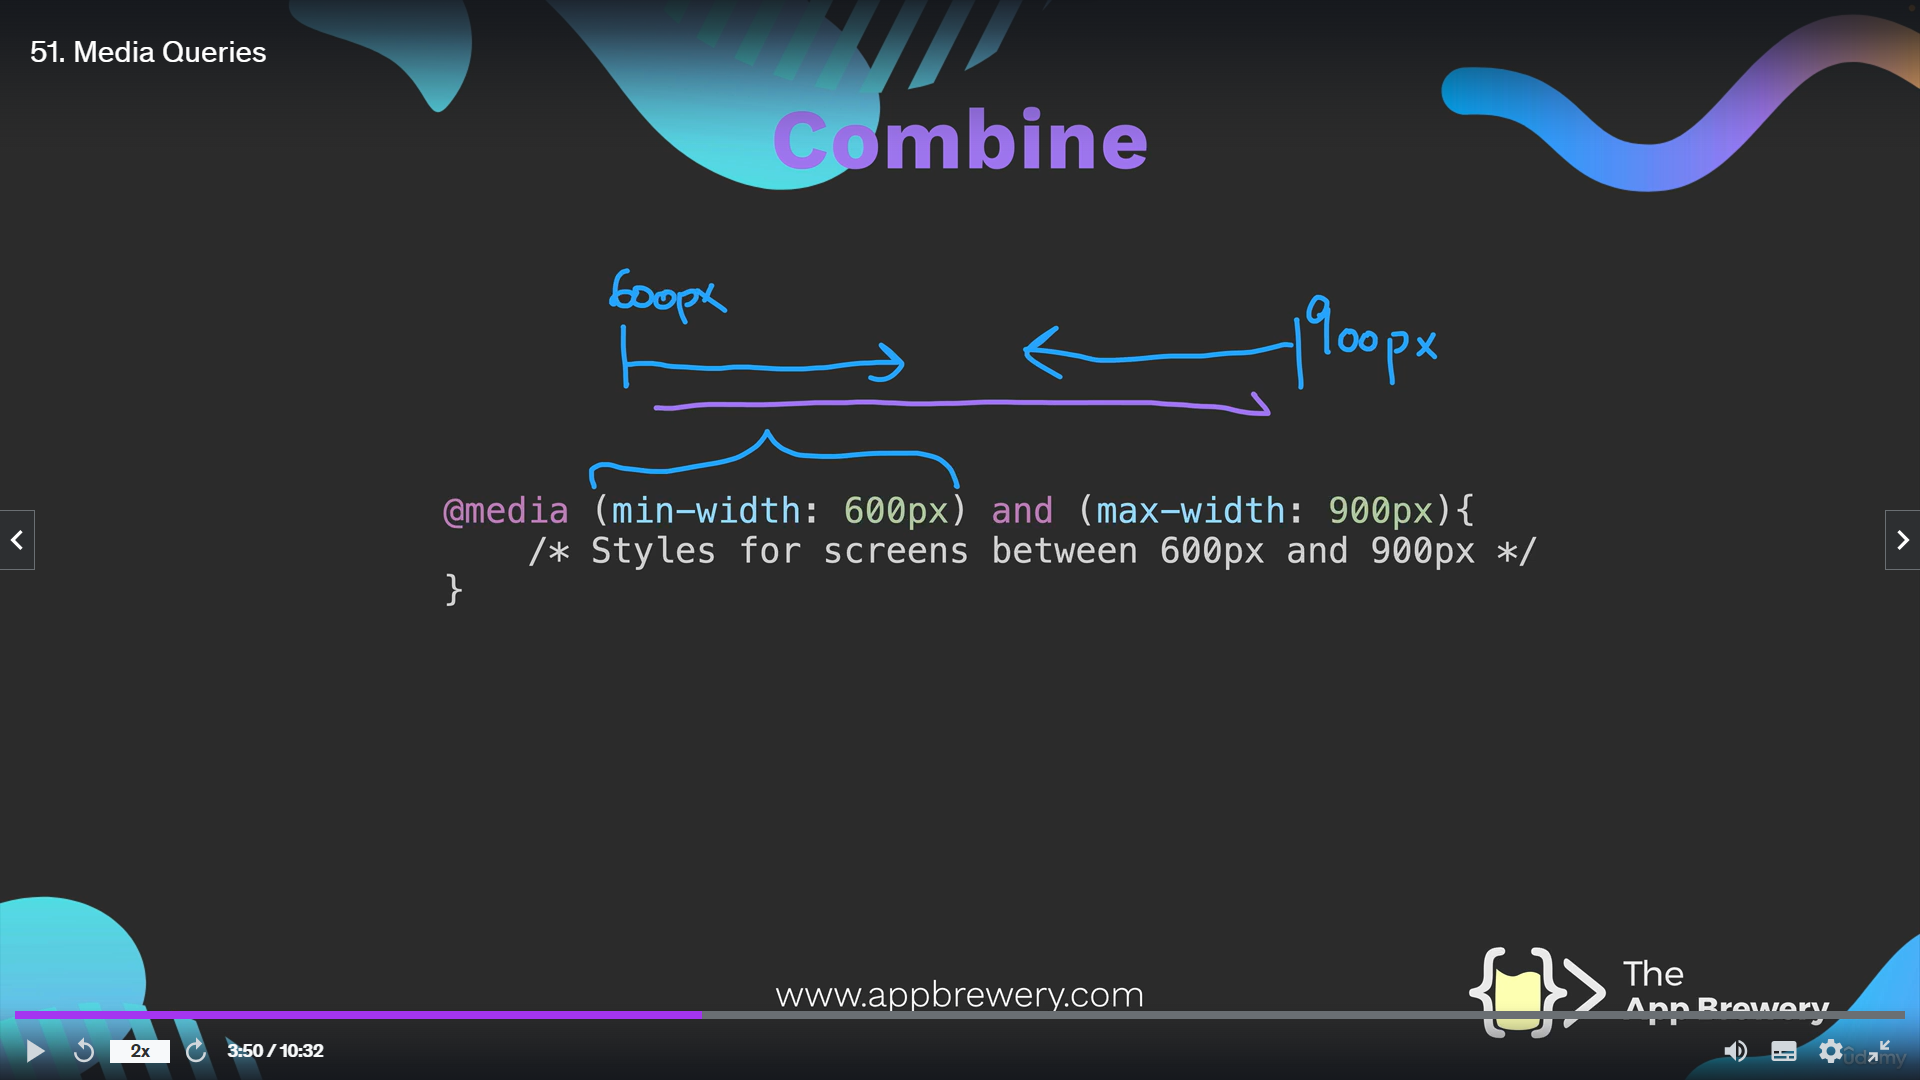 51. Media Queries
Combine
600px
900px
@media (min-width: 600px) and (max-width: 900px){
/* Styles for screens between 600px and 900px */
}
www.appbrewery.com
The
App Brewery
2x
3:50 / 10:32
ûdemy